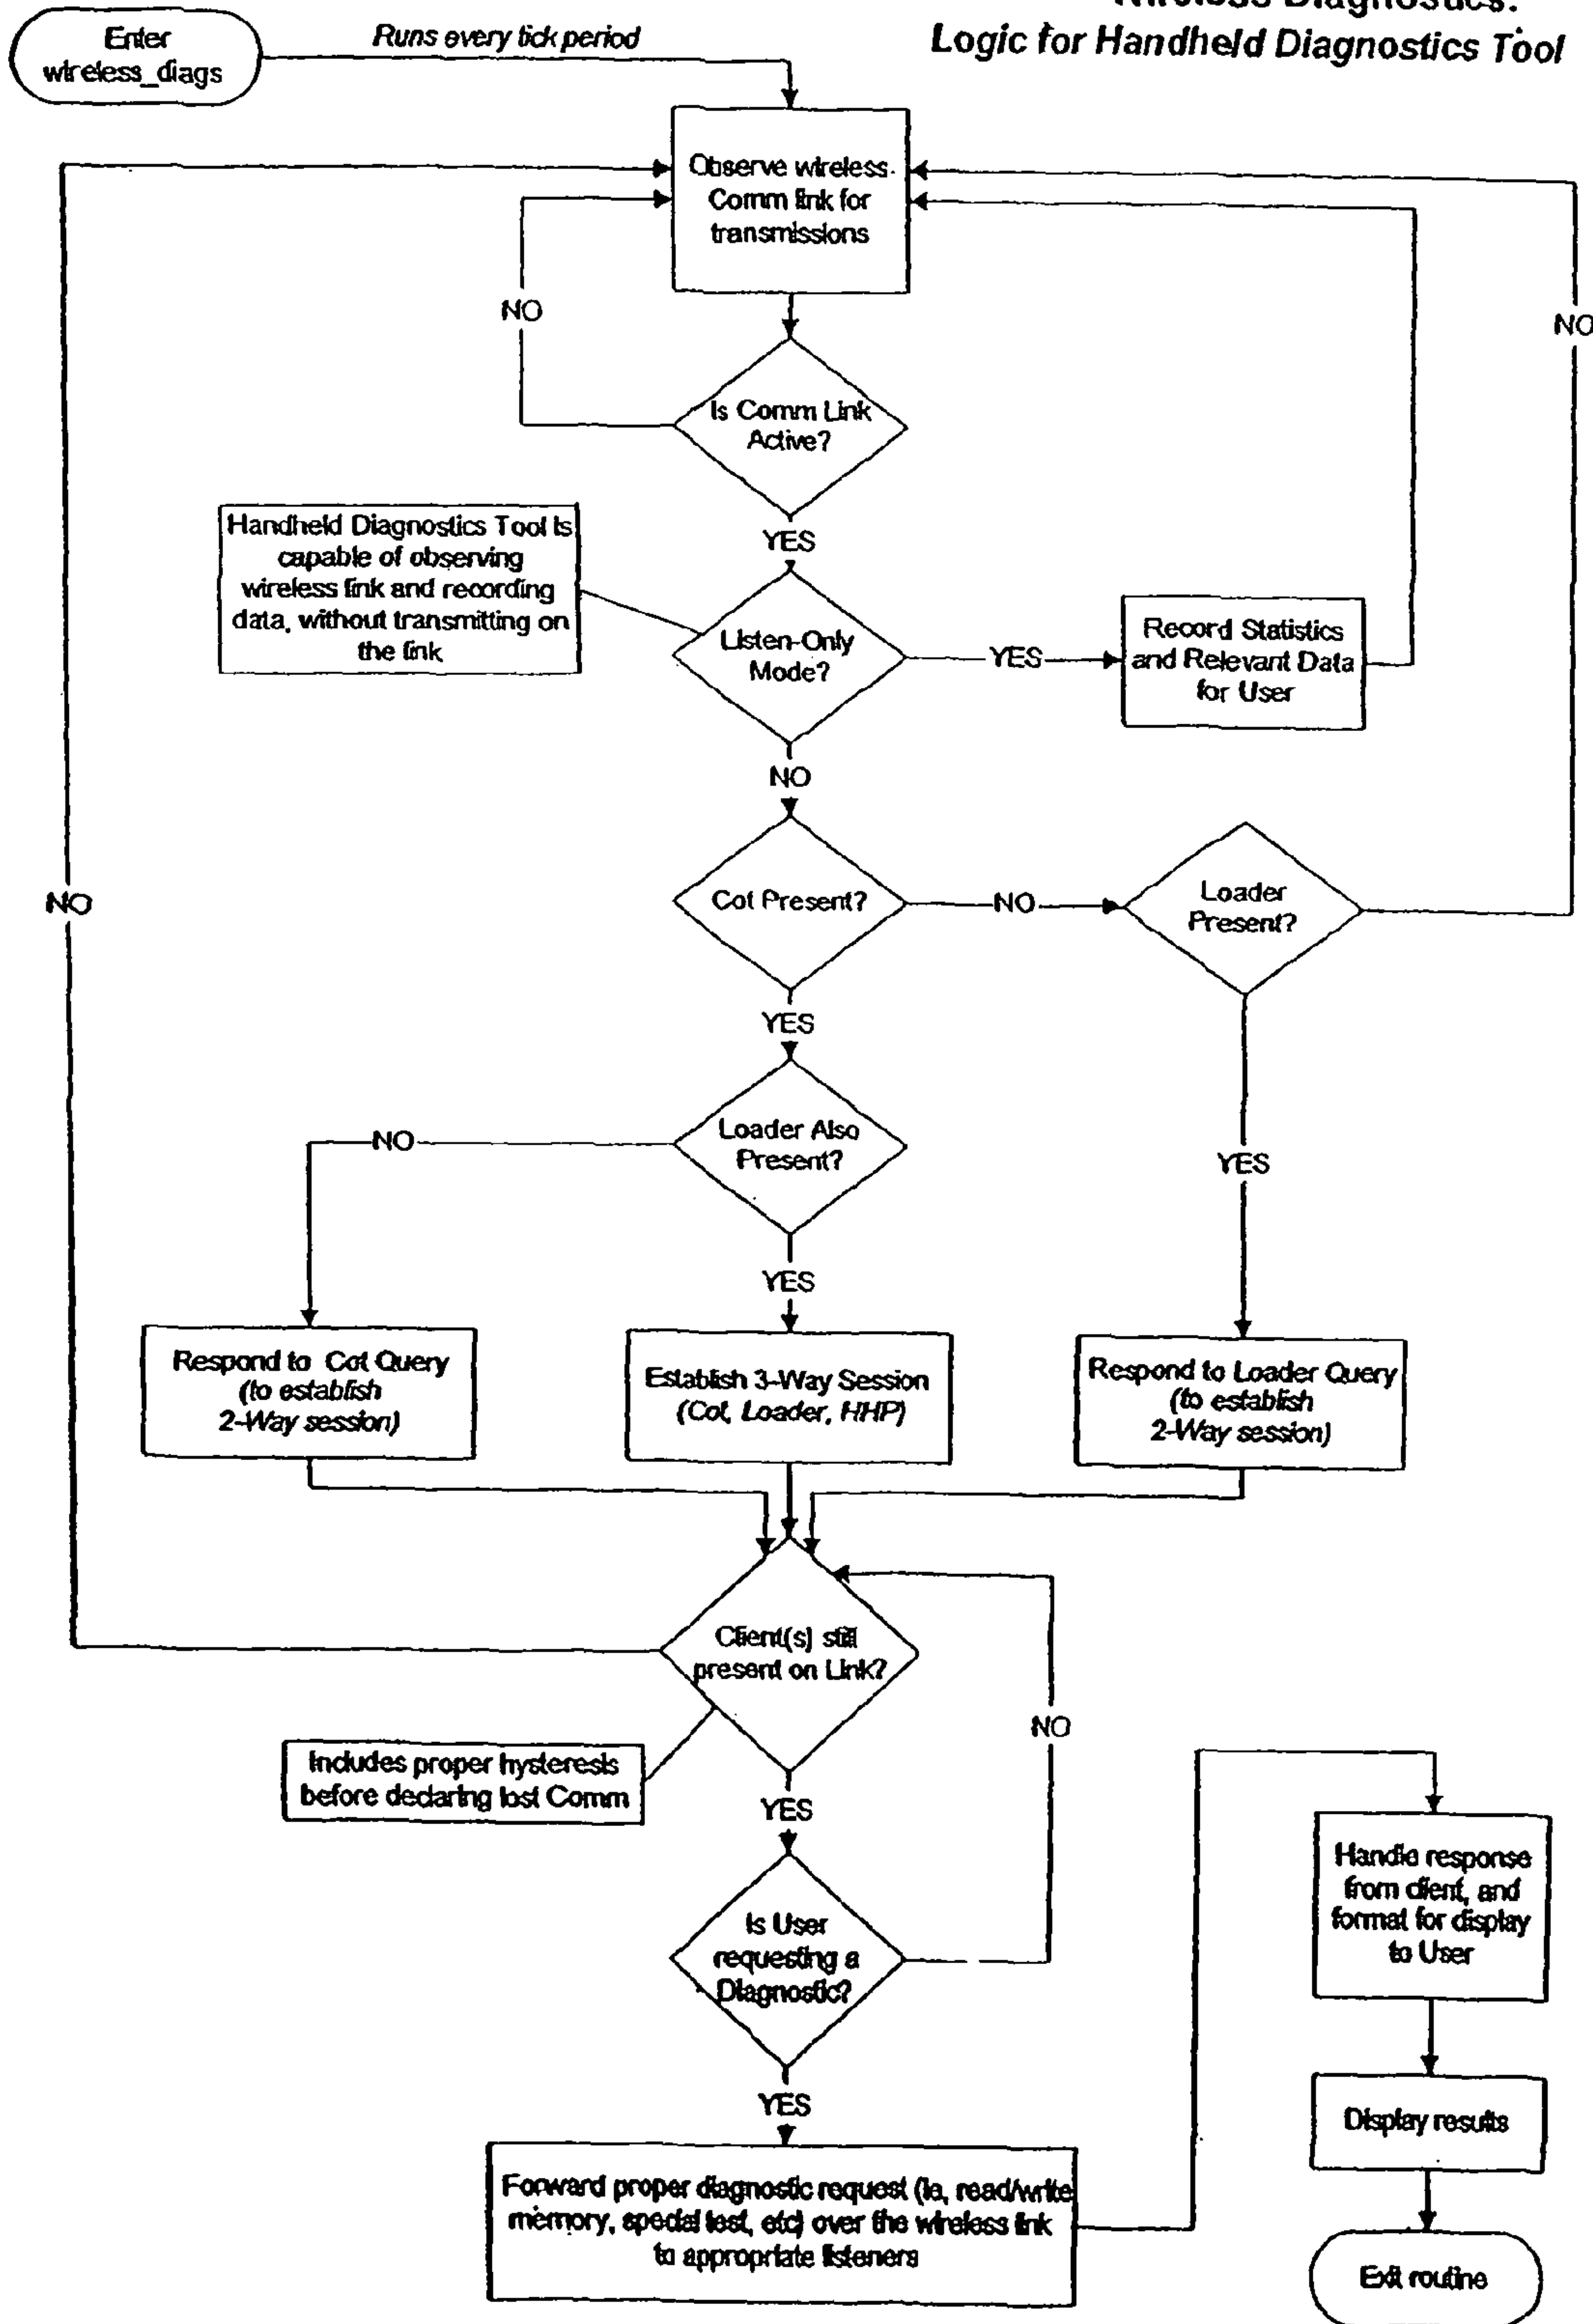 Wireless Diagnostics:
Logic for Handheld Diagnostics Tool
Enter
wireless_diags
Runs every tick period
Observe wireless
Comm link for
transmissions
NO
NO
Is Comm Link
Active?
YES
Handheld Diagnostics Tool is
capable of observing
wireless link and recording
data, without transmitting on
the link
Listen-Only
Mode?
YES
Record Statistics
and Relevant Data
for User
NO
NO
Cot Present?
NO
Loader
Present?
YES
Loader Also
Present?
NO
YES
YES
Respond to Cot Query
(to establish
2-Way session)
Establish 3-Way Session
(Cot, Loader, HHP)
Respond to Loader Query
(to establish
2-Way session)
Client(s) still
present on Link?
NO
Includes proper hysteresis
before declaring lost Comm
YES
Is User
requesting a
Diagnostic?
YES
Forward proper diagnostic request (ie, read/write
memory, special test, etc) over the wireless link
to appropriate listeners
Handle response
from client, and
format for display
to User
Display results
Exit routine